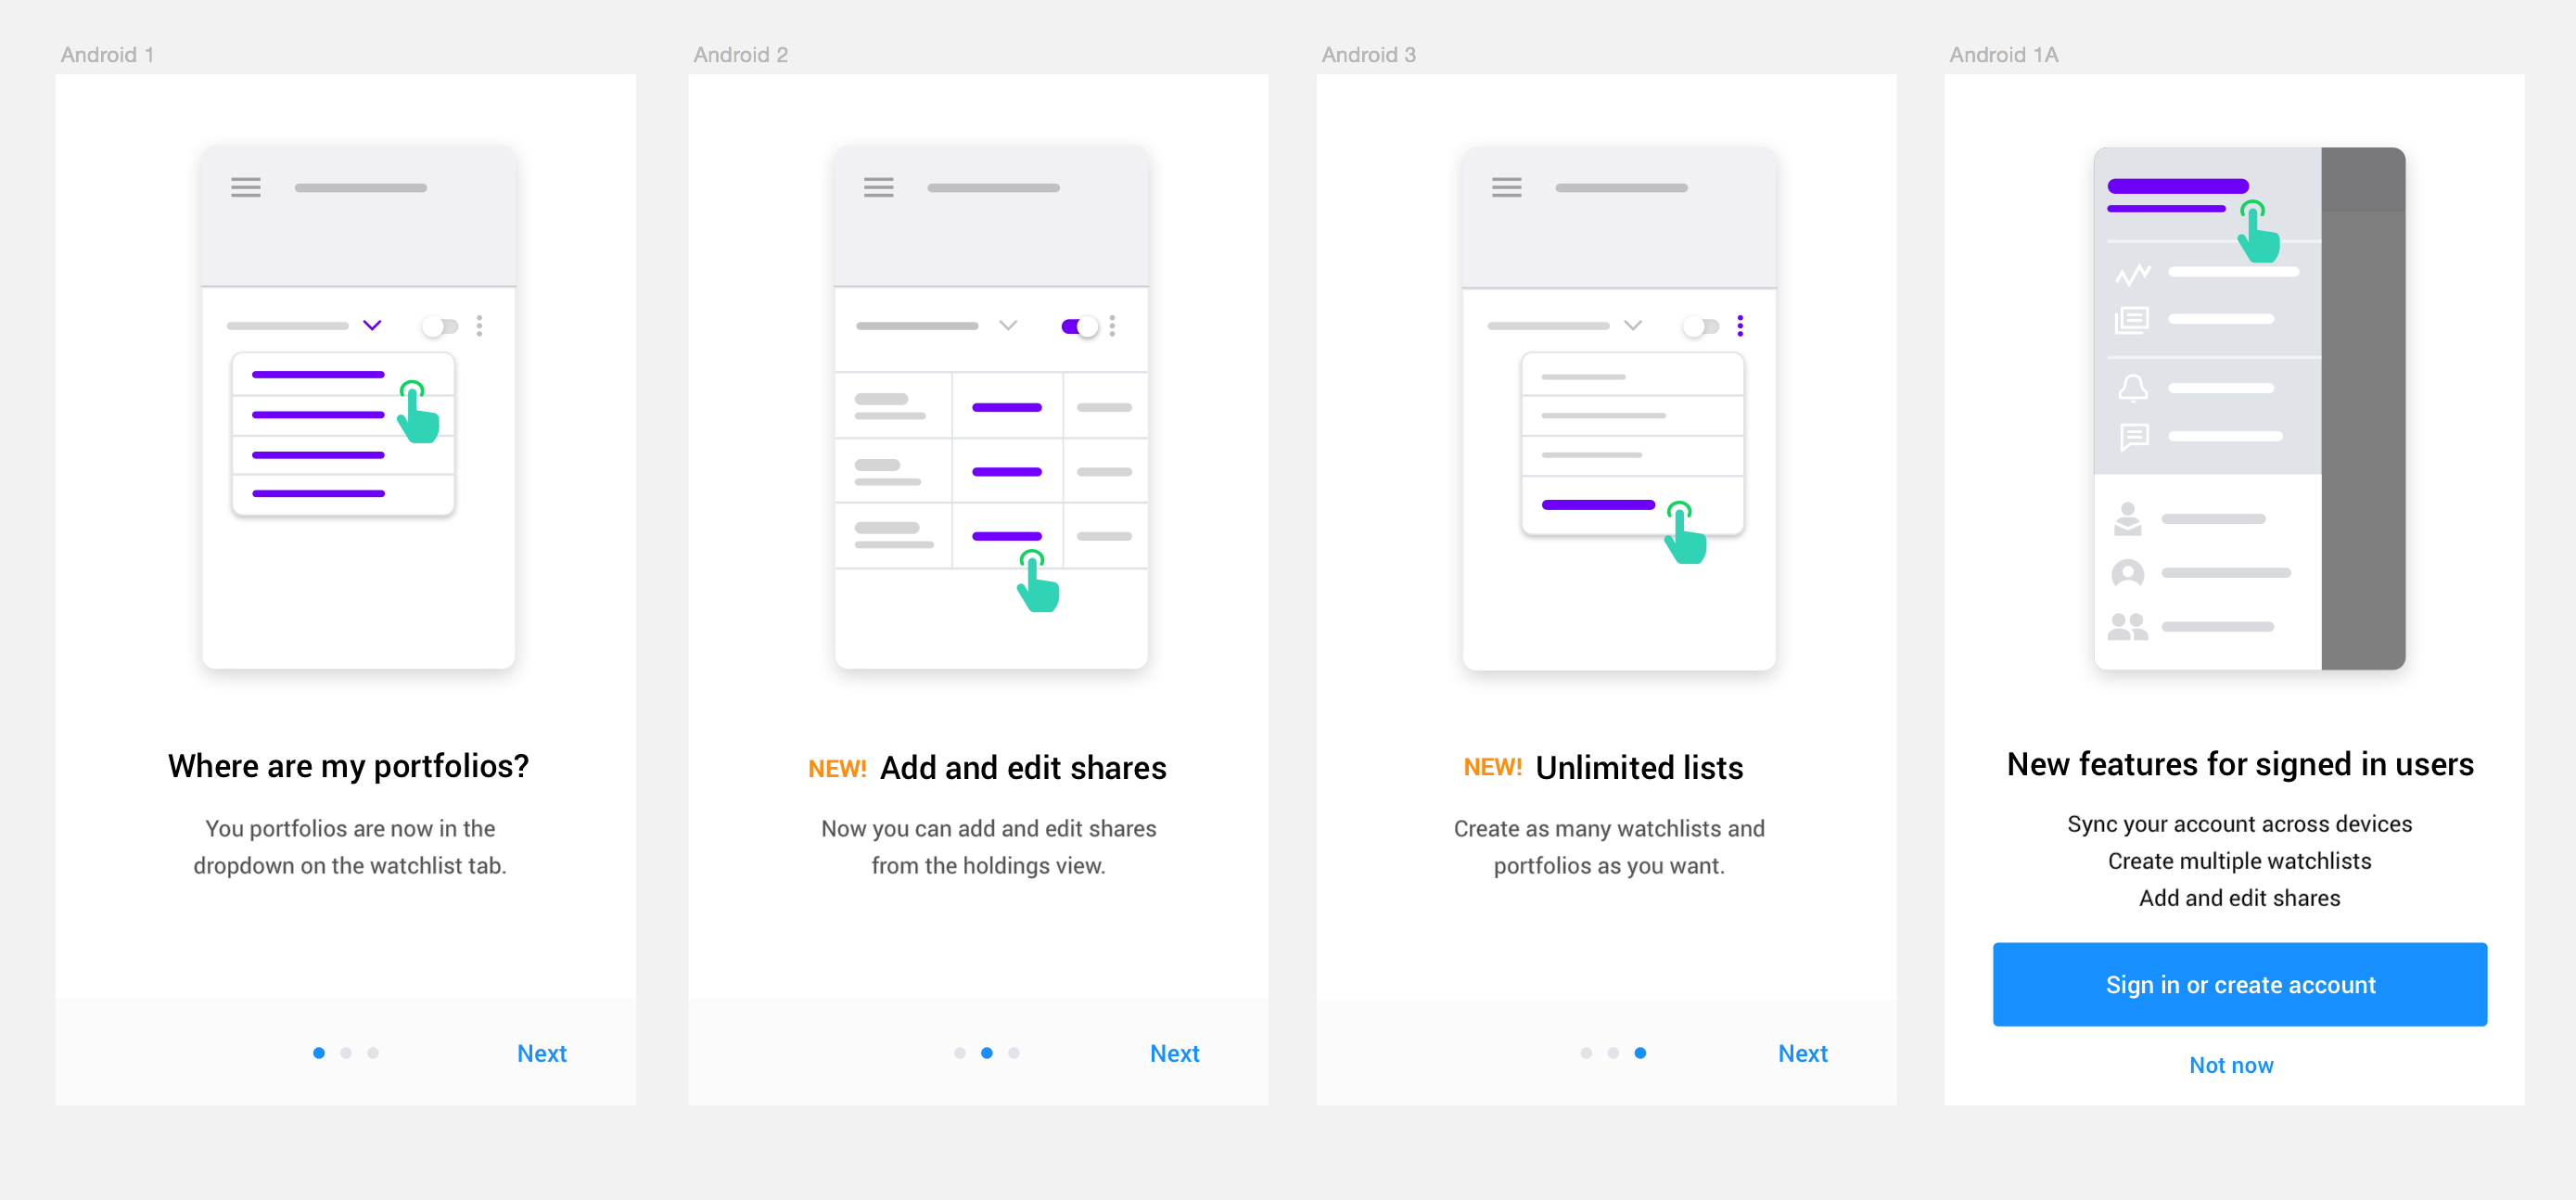 Android 1
Where are my portfolios?
You portfolios are now in the
dropdown on the watchlist tab.
Next
Android 2
NEW! Add and edit shares
Now you can add and edit shares
from the holdings view.
Next
Android 3
NEW! Unlimited lists
Create as many watchlists and
portfolios as you want.
Next
Android 1A
New features for signed in users
Sync your account across devices
Create multiple watchlists
Add and edit shares
Sign in or create account
Not now